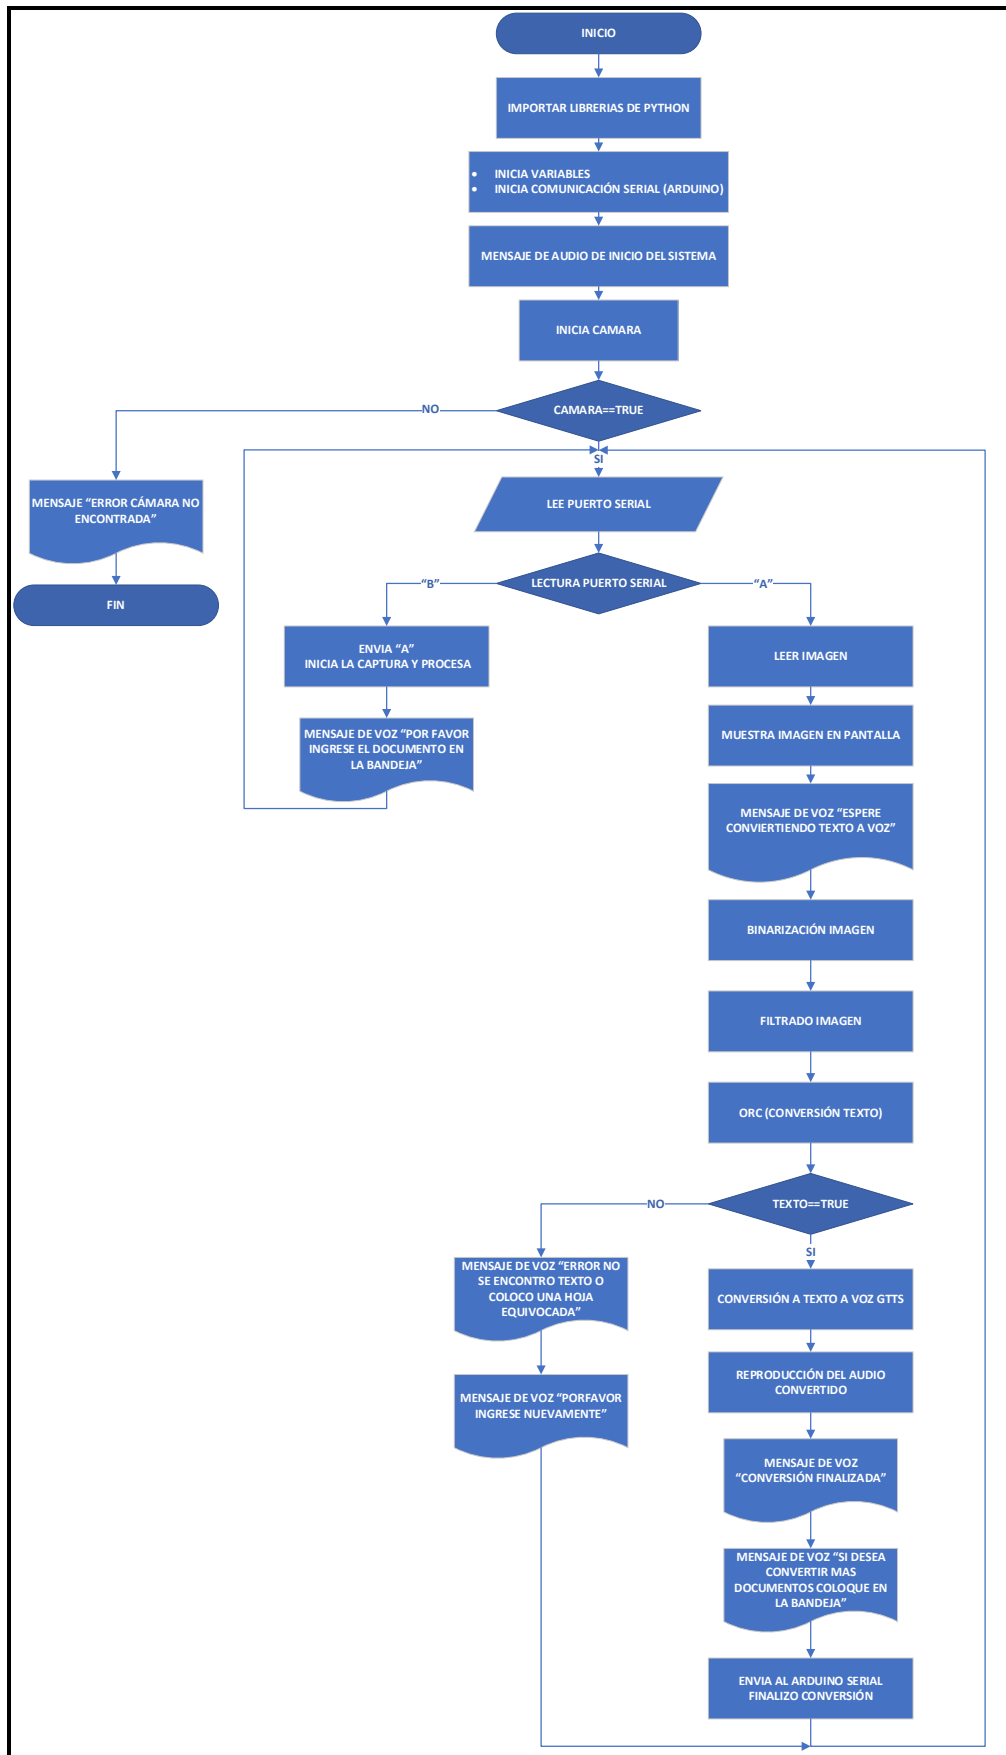 INICIO
IMPORTAR LIBRERIAS DE PYTHON
• INICIA VARIABLES
• INICIA COMUNICACIÓN SERIAL (ARDUINO)
MENSAJE DE AUDIO DE INICIO DEL SISTEMA
INICIA CAMARA
CAMARA==TRUE
NO
SI
MENSAJE “ERROR CÁMARA NO
ENCONTRADA”
FIN
LEE PUERTO SERIAL
LECTURA PUERTO SERIAL
“B”
“A”
ENVIA “A”
INICIA LA CAPTURA Y PROCESA
MENSAJE DE VOZ “POR FAVOR
INGRESE EL DOCUMENTO EN
LA BANDEJA”
LEER IMAGEN
MUESTRA IMAGEN EN PANTALLA
MENSAJE DE VOZ “ESPERE
CONVIERTIENDO TEXTO A VOZ”
BINARIZACIÓN IMAGEN
FILTRADO IMAGEN
ORC (CONVERSIÓN TEXTO)
TEXTO==TRUE
NO
SI
MENSAJE DE VOZ “ERROR NO
SE ENCONTRO TEXTO O
COLOCO UNA HOJA
EQUIVOCADA”
MENSAJE DE VOZ “PORFAVOR
INGRESE NUEVAMENTE”
CONVERSIÓN A TEXTO A VOZ GTTS
REPRODUCCIÓN DEL AUDIO
CONVERTIDO
MENSAJE DE VOZ
“CONVERSIÓN FINALIZADA”
MENSAJE DE VOZ “SI DESEA
CONVERTIR MAS
DOCUMENTOS COLOQUE EN
LA BANDEJA”
ENVIA AL ARDUINO SERIAL
FINALIZO CONVERSIÓN